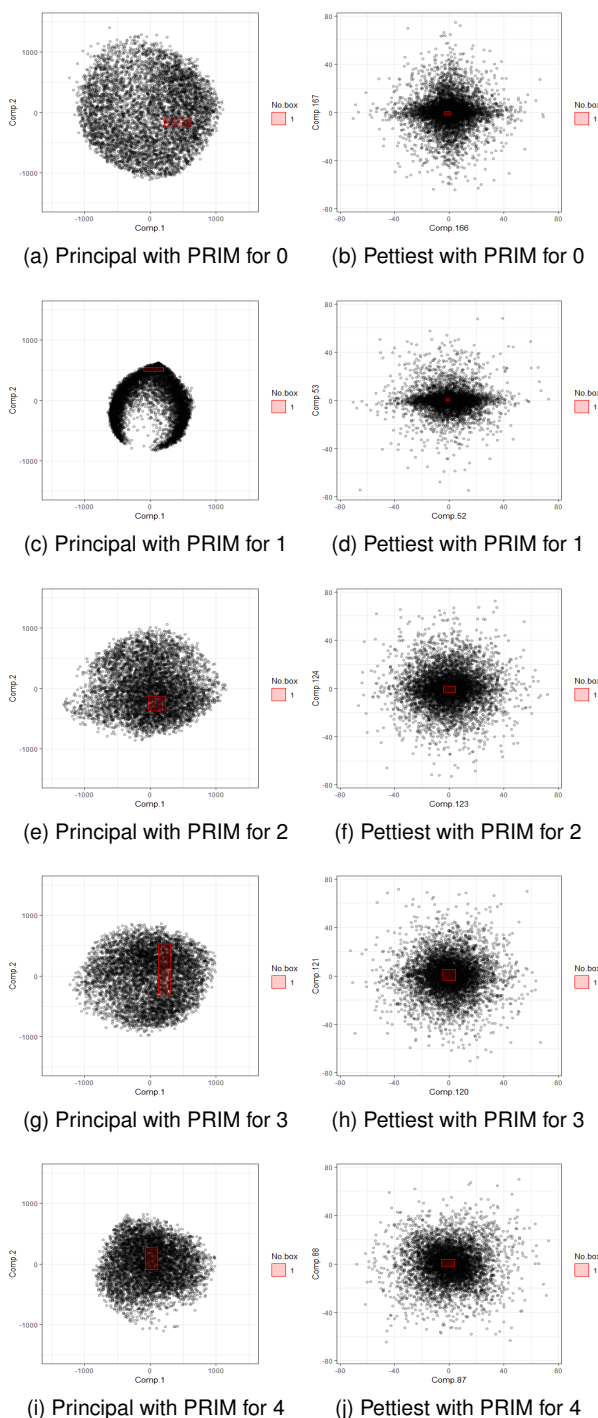 1000
0
-1000
Comp.2
-1000 0 1000
Comp.1
No.box
1
80
40
0
-40
-80
Comp.167
-80 -40 0 40 80
Comp.166
No.box
1
(a) Principal with PRIM for 0
(b) Pettiest with PRIM for 0
1000
0
-1000
Comp.2
-1000 0 1000
Comp.1
No.box
1
80
40
0
-40
-80
Comp.53
-80 -40 0 40 80
Comp.52
No.box
1
(c) Principal with PRIM for 1
(d) Pettiest with PRIM for 1
1000
0
-1000
Comp.2
-1000 0 1000
Comp.1
No.box
1
80
40
0
-40
-80
Comp.124
-80 -40 0 40 80
Comp.123
No.box
1
(e) Principal with PRIM for 2
(f) Pettiest with PRIM for 2
1000
0
-1000
Comp.2
-1000 0 1000
Comp.1
No.box
1
80
40
0
-40
-80
Comp.121
-80 -40 0 40 80
Comp.120
No.box
1
(g) Principal with PRIM for 3
(h) Pettiest with PRIM for 3
1000
0
-1000
Comp.2
-1000 0 1000
Comp.1
No.box
1
80
40
0
-40
-80
Comp.88
-80 -40 0 40 80
Comp.87
No.box
1
(i) Principal with PRIM for 4
(j) Pettiest with PRIM for 4